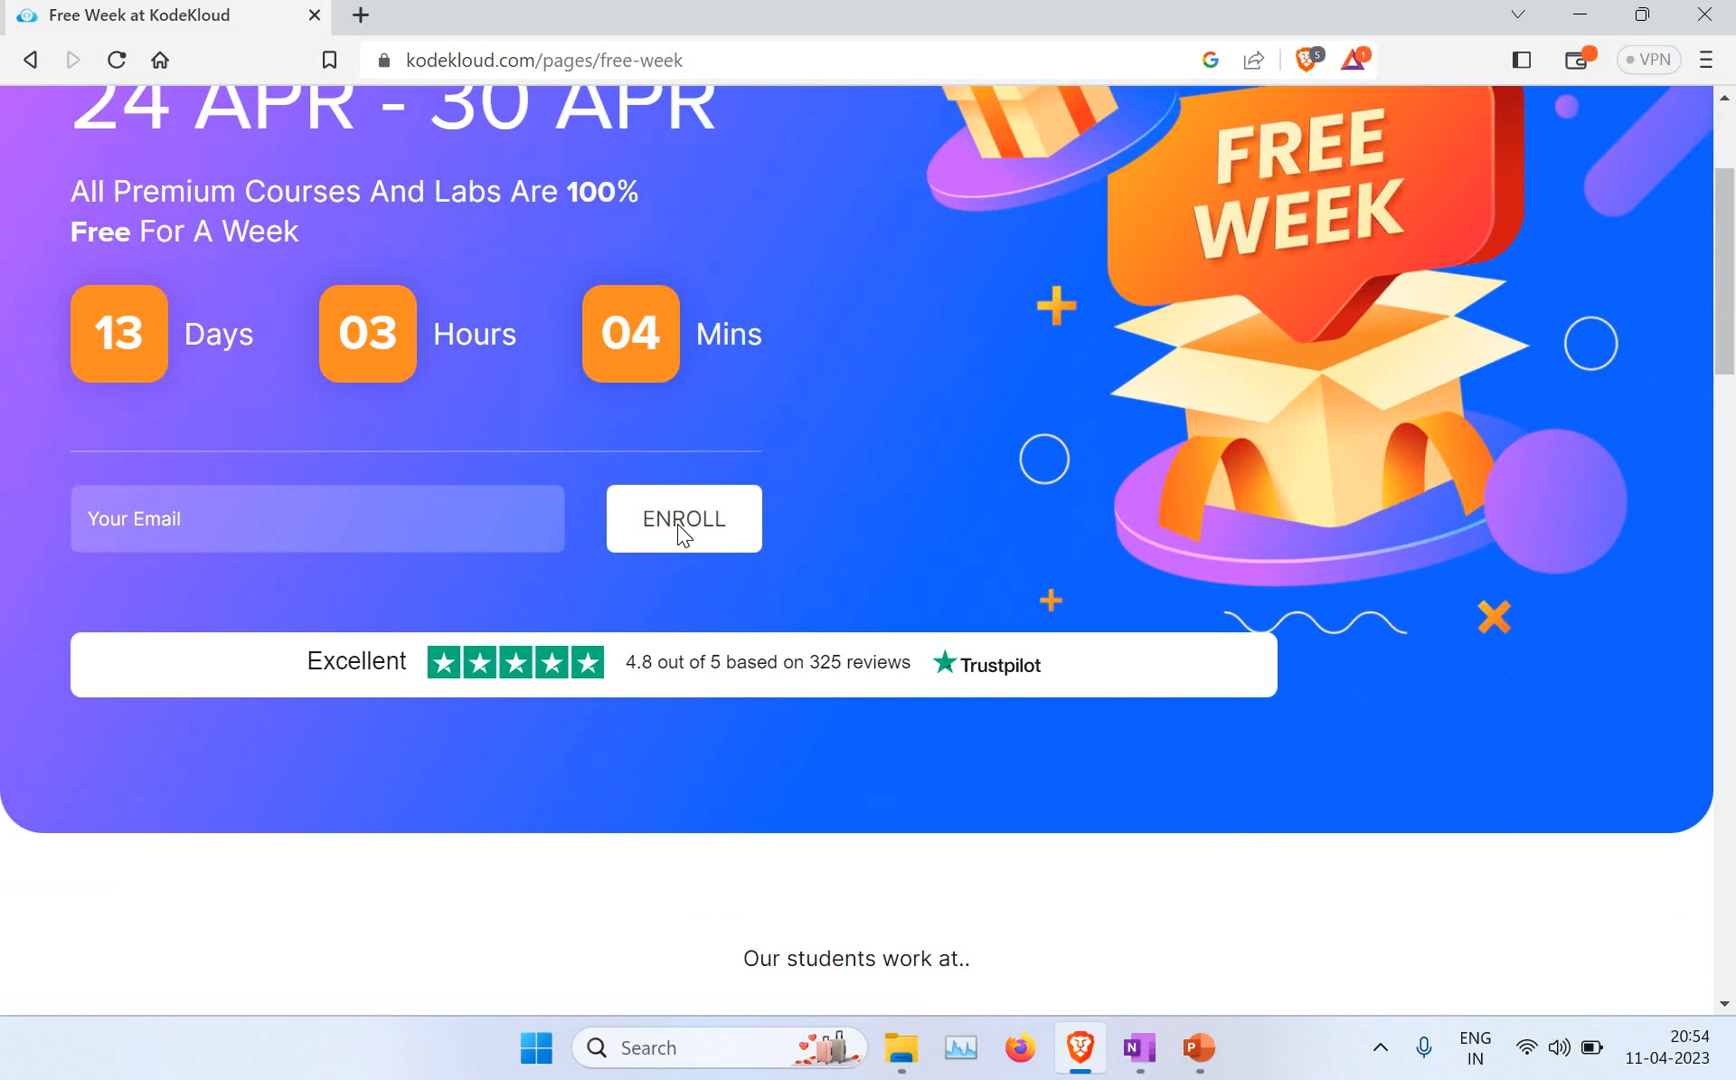 Free Week at KodeKloud
kodekloud.com/pages/free-week
5
1
VPN
24 APR - 30 APR
All Premium Courses And Labs Are 100%
Free For A Week
13 Days 03 Hours 04 Mins
Your Email
ENROLL
FREE
WEEK
Excellent 4.8 out of 5 based on 325 reviews Trustpilot
Our students work at..
Search
N
P
ENG
IN
20:54
11-04-2023